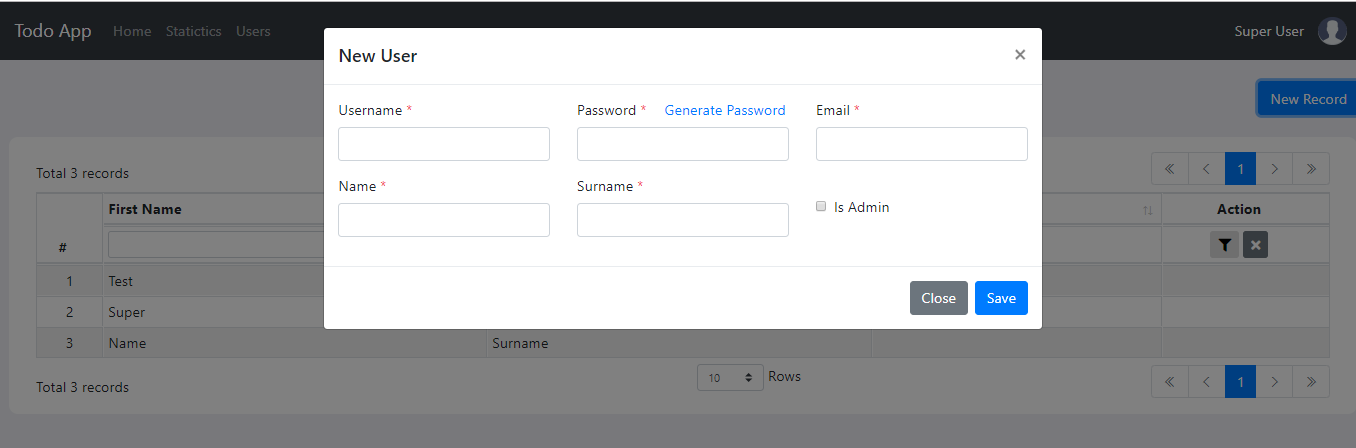 Todo App Home Statictics Users Super User
New User ×
New Record
Username * Password * Generate Password Email *
Total 3 records « ‹ 1 › »
Name * Surname *
First Name Action
Is Admin
#
1 Test
2 Super
Close Save
3 Name Surname
Total 3 records 10 Rows « ‹ 1 › »